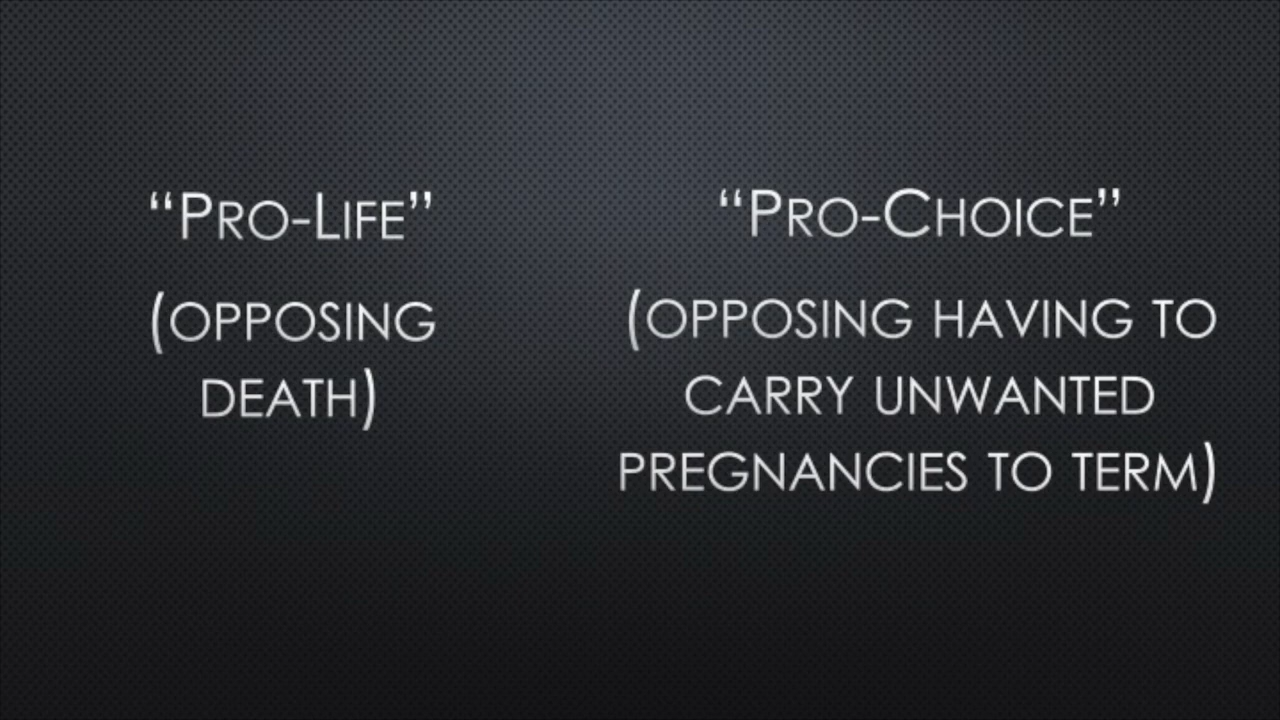 “Pro-Life”
(opposing
death)
“Pro-Choice”
(opposing having to
carry unwanted
pregnancies to term)